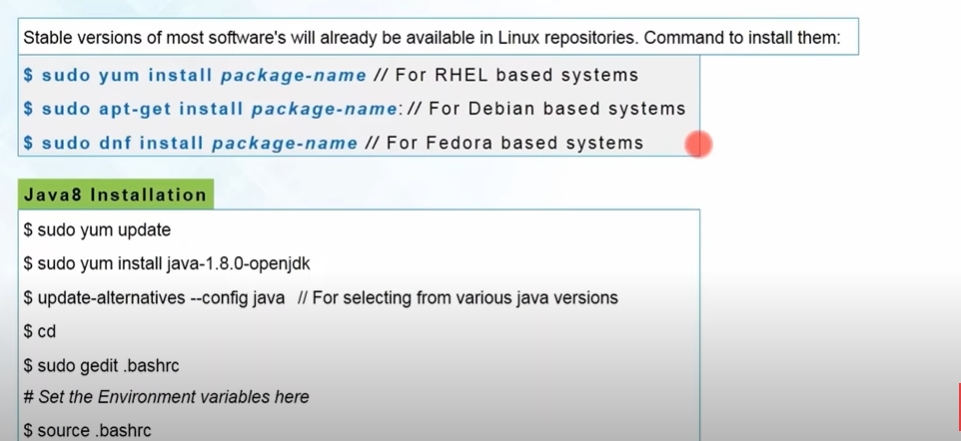 Stable versions of most software's will already be available in Linux repositories. Command to install them:
$ sudo yum install package-name // For RHEL based systems
$ sudo apt-get install package-name: // For Debian based systems
$ sudo dnf install package-name // For Fedora based systems
Java8 Installation
$ sudo yum update
$ sudo yum install java-1.8.0-openjdk
$ update-alternatives --config java // For selecting from various java versions
$ cd
$ sudo gedit .bashrc
# Set the Environment variables here
$ source .bashrc